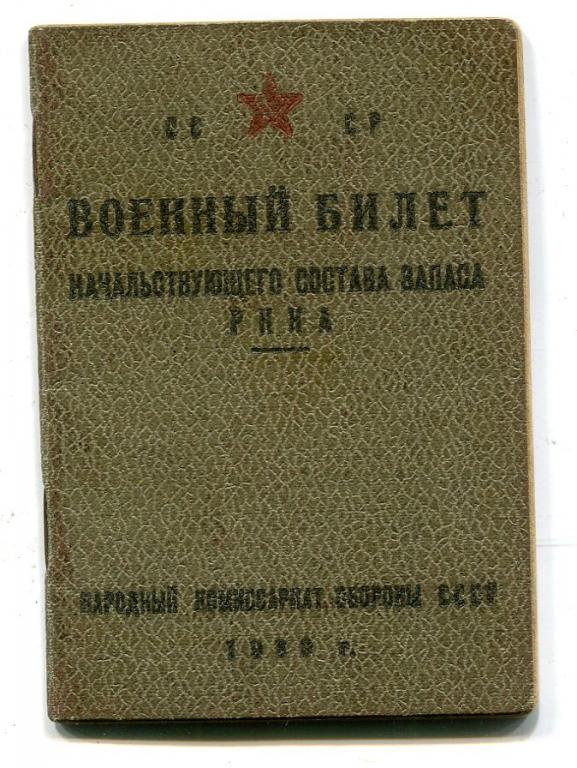 СС СР
ВОЕННЫЙ БИЛЕТ
НАЧАЛЬСТВУЮЩЕГО СОСТАВА ЗАПАСА
РККА
НАРОДНЫЙ КОМИССАРИАТ ОБОРОНЫ СССР
г.